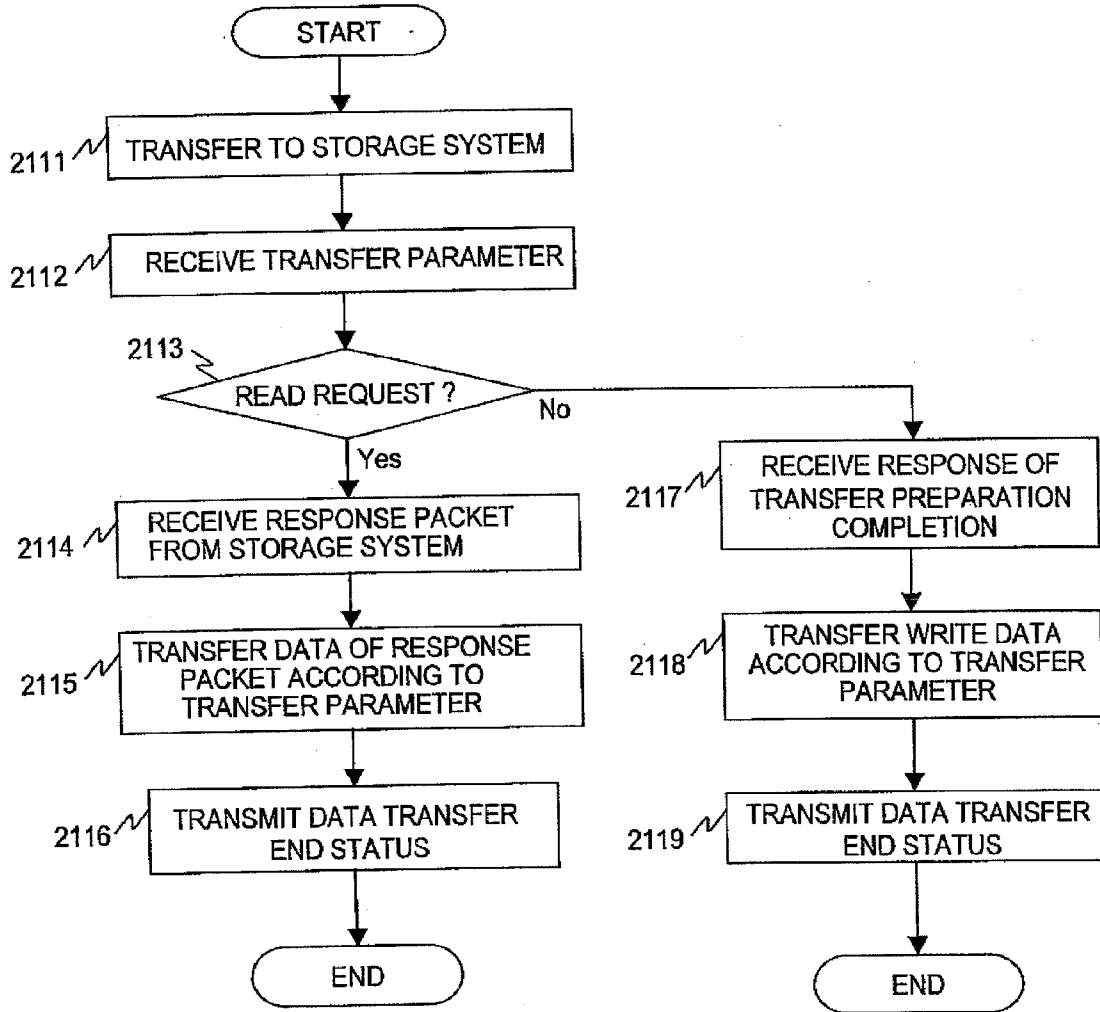 START
2111
TRANSFER TO STORAGE SYSTEM
2112
RECEIVE TRANSFER PARAMETER
2113
READ REQUEST ?
No
Yes
2114
RECEIVE RESPONSE PACKET
FROM STORAGE SYSTEM
2115
TRANSFER DATA OF RESPONSE
PACKET ACCORDING TO
TRANSFER PARAMETER
2116
TRANSMIT DATA TRANSFER
END STATUS
END
2117
RECEIVE RESPONSE OF
TRANSFER PREPARATION
COMPLETION
2118
TRANSFER WRITE DATA
ACCORDING TO TRANSFER
PARAMETER
2119
TRANSMIT DATA TRANSFER
END STATUS
END